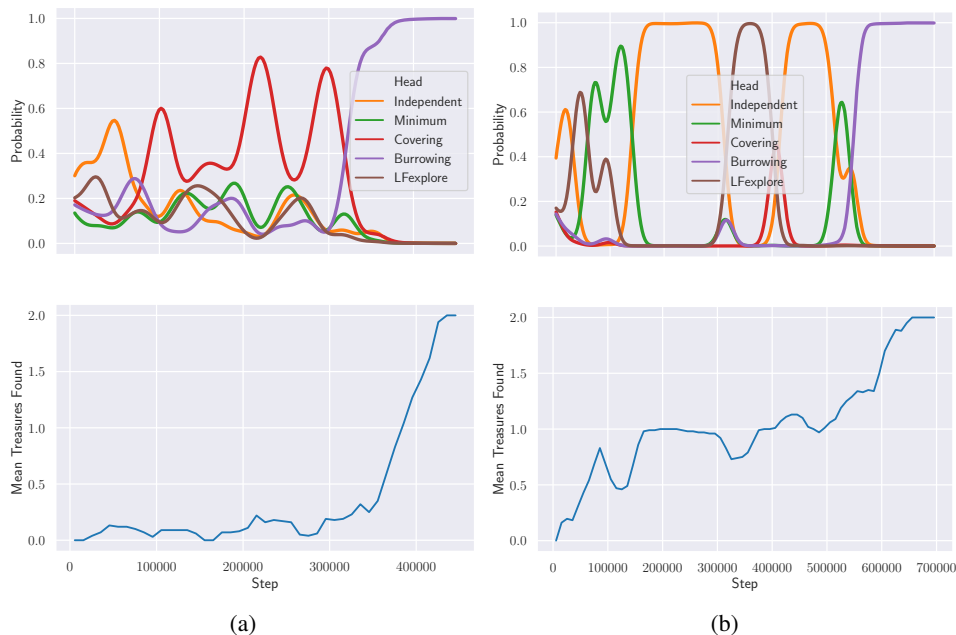 1.0
0.8
0.6
0.4
0.2
0.0
Probability
Head
Independent
Minimum
Covering
Burrowing
LFexplore
1.0
0.8
0.6
0.4
0.2
0.0
Probability
Head
Independent
Minimum
Covering
Burrowing
LFexplore
2.0
1.5
1.0
0.5
0.0
Mean Treasures Found
0 100000 200000 300000 400000
Step
2.0
1.5
1.0
0.5
0.0
Mean Treasures Found
0 100000 200000 300000 400000 500000 600000 700000
Step
(a)
(b)